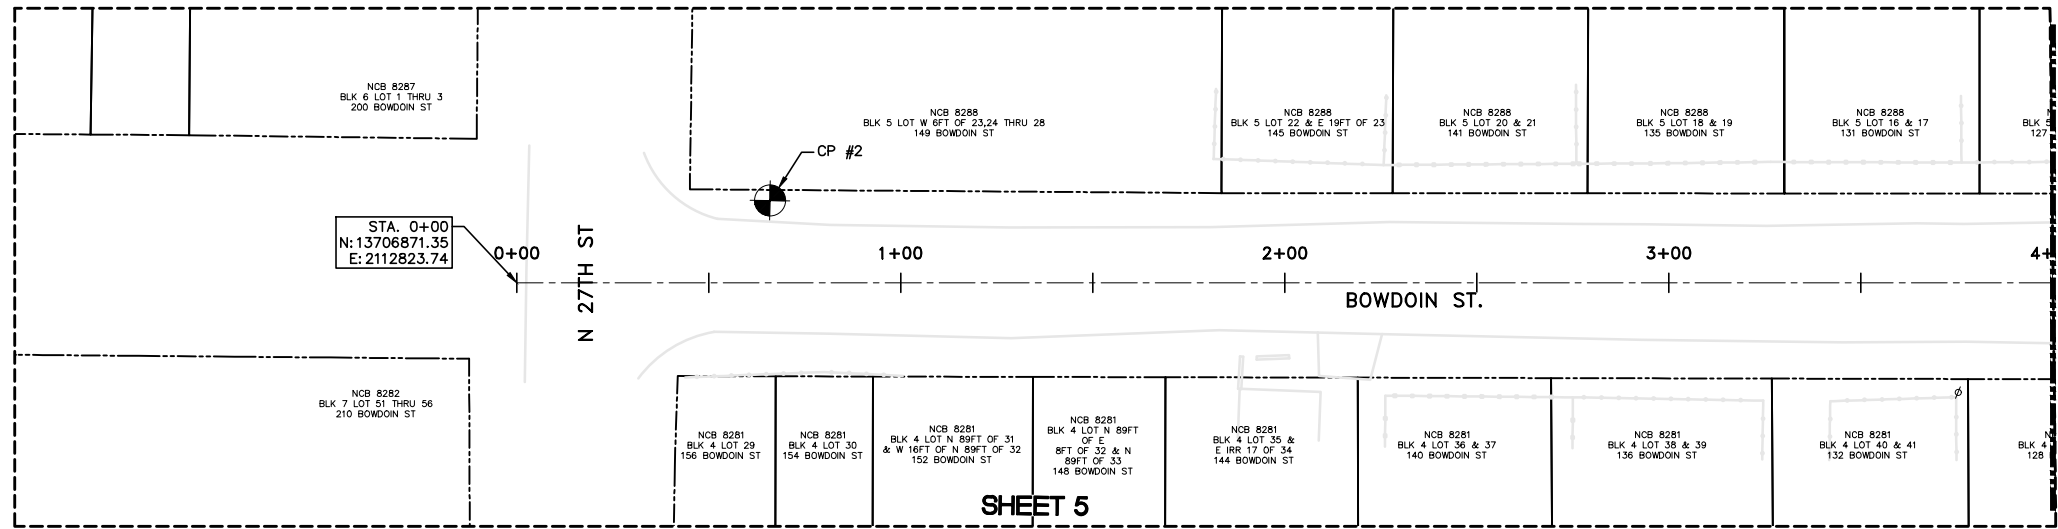 NCB 8287
BLK 6 LOT 1 THRU 3
200 BOWDOIN ST
NCB 8288
BLK 5 LOT W 6FT OF 23,24 THRU 28
149 BOWDOIN ST
NCB 8288
BLK 5 LOT 22 & E 19FT OF 23
145 BOWDOIN ST
NCB 8288
BLK 5 LOT 20 & 21
141 BOWDOIN ST
NCB 8288
BLK 5 LOT 18 & 19
135 BOWDOIN ST
NCB 8288
BLK 5 LOT 16 & 17
131 BOWDOIN ST
N
BLK 5
127
CP #2
STA. 0+00
N:13706871.35
E:2112823.74
0+00
N 27TH ST
1+00
2+00
3+00
4+
BOWDOIN ST.
NCB 8282
BLK 7 LOT 51 THRU 56
210 BOWDOIN ST
NCB 8281
BLK 4 LOT 29
156 BOWDOIN ST
NCB 8281
BLK 4 LOT 30
154 BOWDOIN ST
NCB 8281
BLK 4 LOT N 89FT OF 31
& W 16FT OF N 89FT OF 32
152 BOWDOIN ST
NCB 8281
BLK 4 LOT N 89FT
OF E
8FT OF 32 & N
89FT OF 33
148 BOWDOIN ST
NCB 8281
BLK 4 LOT 35 &
E IRR 17 OF 34
144 BOWDOIN ST
NCB 8281
BLK 4 LOT 36 & 37
140 BOWDOIN ST
NCB 8281
BLK 4 LOT 38 & 39
136 BOWDOIN ST
NCB 8281
BLK 4 LOT 40 & 41
132 BOWDOIN ST
N
BLK 4
128
SHEET 5